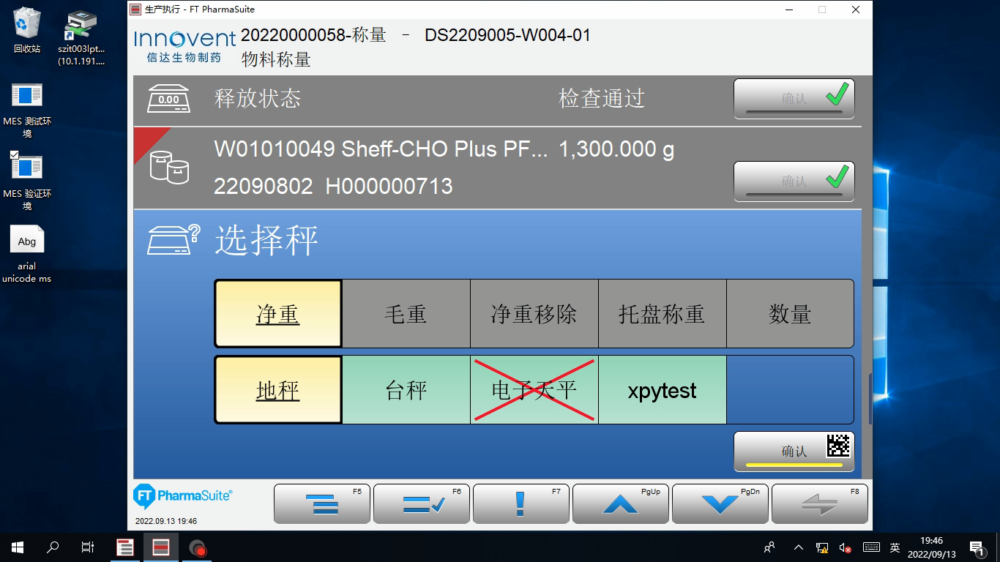 回收站
szit003lpt...
(10.1.191....
MES 测试环
境
MES 验证环
境
Abg
arial
unicode ms
生产执行 - FT PharmaSuite
Innovent
信达生物制药
20220000058-称量 - DS2209005-W004-01
物料称量
0.00
释放状态
检查通过
确认
W01010049 Sheff-CHO Plus PF... 1,300.000 g
22090802 H000000713
确认
选择秤
净重
毛重
净重移除
托盘称重
数量
地秤
台秤
电子天平
xpytest
确认
FT PharmaSuite®
2022.09.13 19:46
F5
F6
F7
PgUp
PgDn
F8
英
19:46
2022/09/13
1